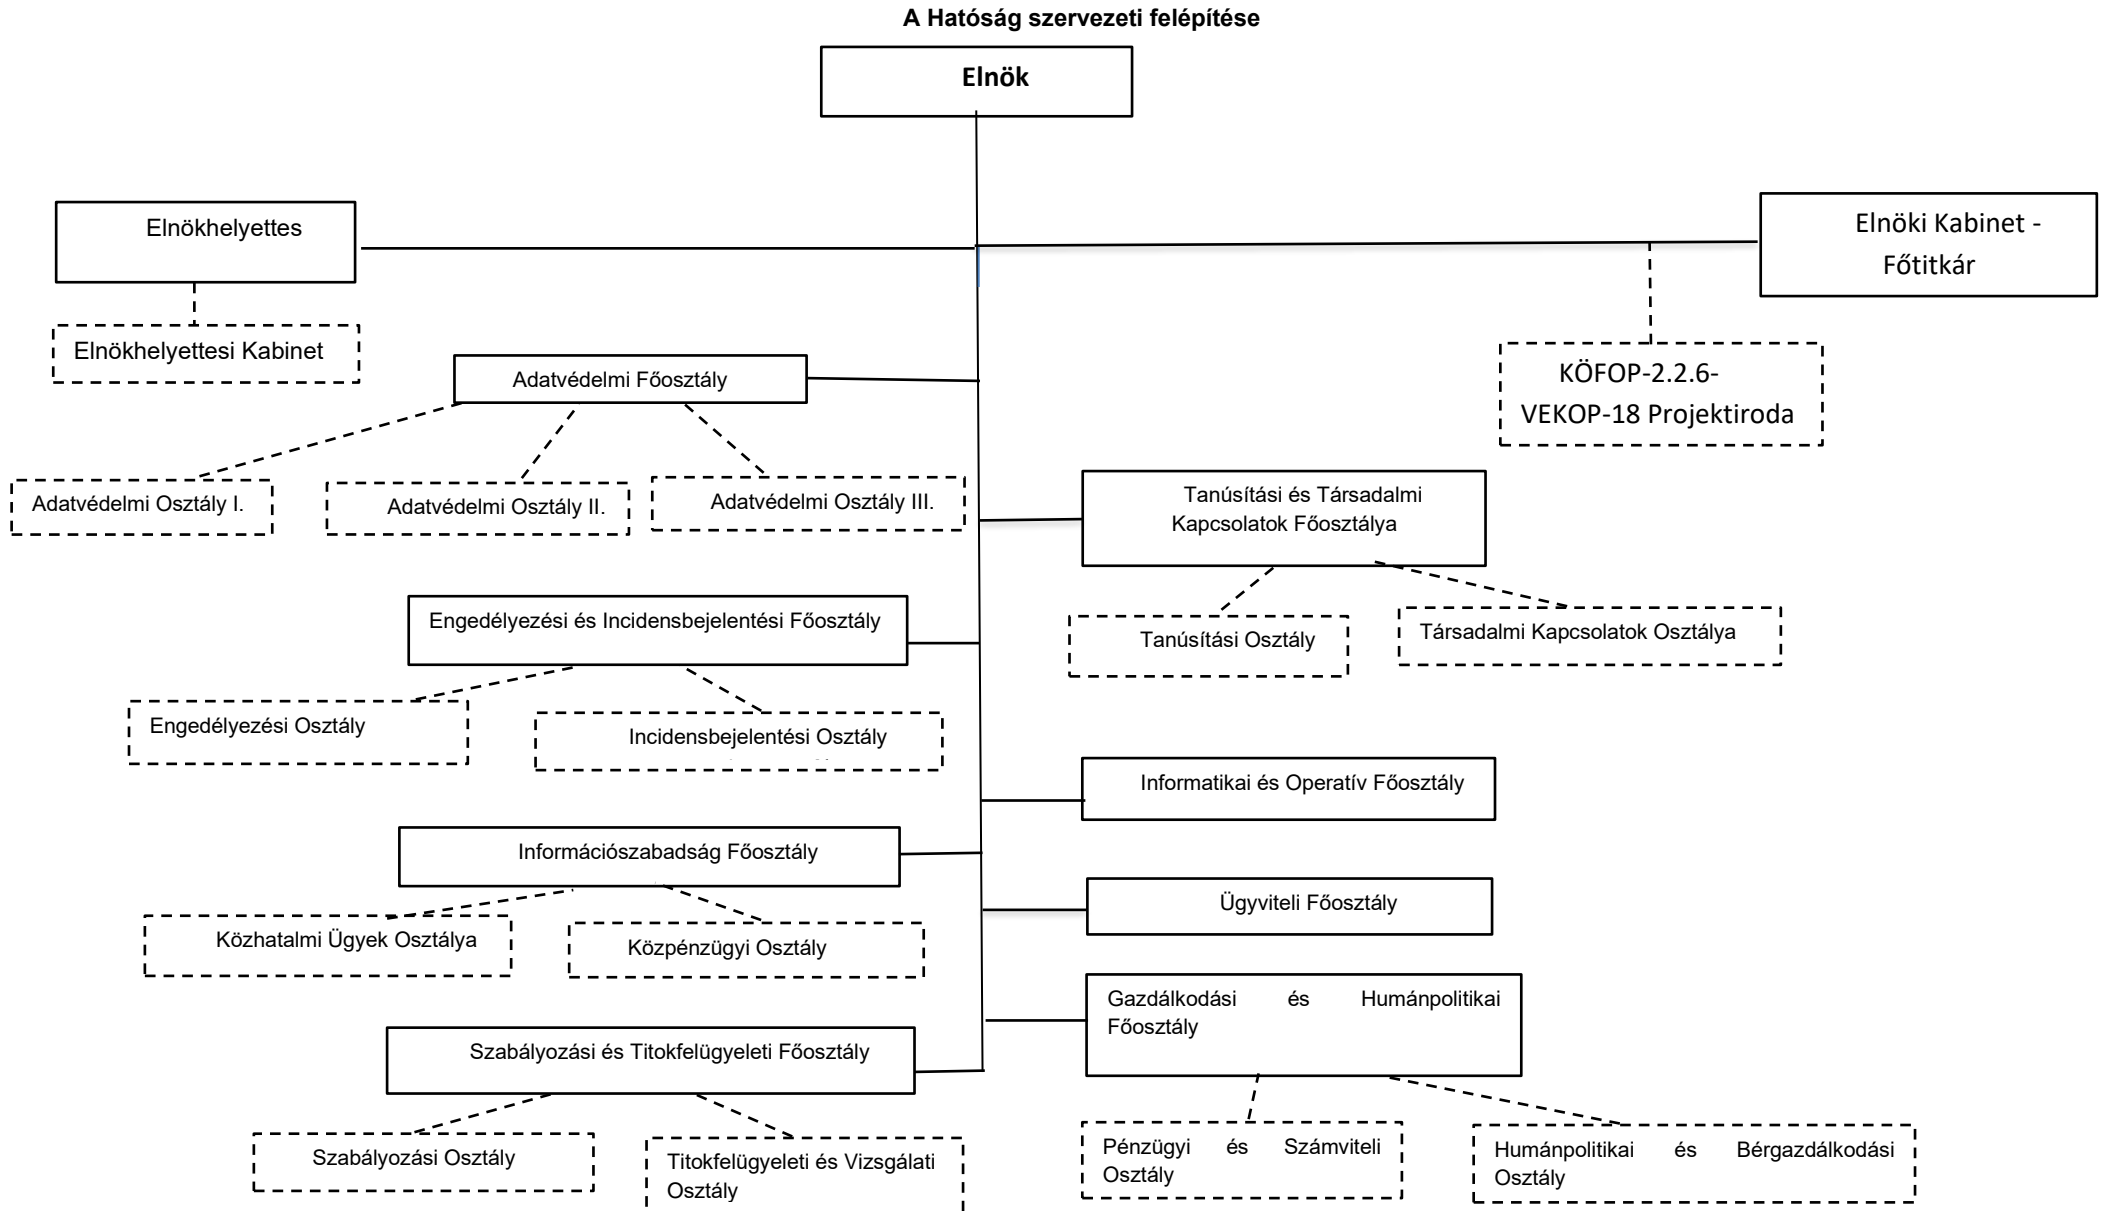 A Hatóság szervezeti felépítése
Elnök
Elnökhelyettes
Elnöki Kabinet -
Főtitkár
Elnökhelyettesi Kabinet
KÖFOP-2.2.6-
VEKOP-18 Projektiroda
Adatvédelmi Főosztály
Adatvédelmi Osztály I.
Adatvédelmi Osztály II.
Adatvédelmi Osztály III.
Tanúsítási és Társadalmi
Kapcsolatok Főosztálya
Tanúsítási Osztály
Társadalmi Kapcsolatok Osztálya
Engedélyezési és Incidensbejelentési Főosztály
Engedélyezési Osztály
Incidensbejelentési Osztály
Informatikai és Operatív Főosztály
Információszabadság Főosztály
Közhatalmi Ügyek Osztálya
Közpénzügyi Osztály
Ügyviteli Főosztály
Gazdálkodási és Humánpolitikai
Főosztály
Szabályozási és Titokfelügyeleti Főosztály
Szabályozási Osztály
Titokfelügyeleti és Vizsgálati
Osztály
Pénzügyi és Számviteli
Osztály
Humánpolitikai és Bérgazdálkodási
Osztály